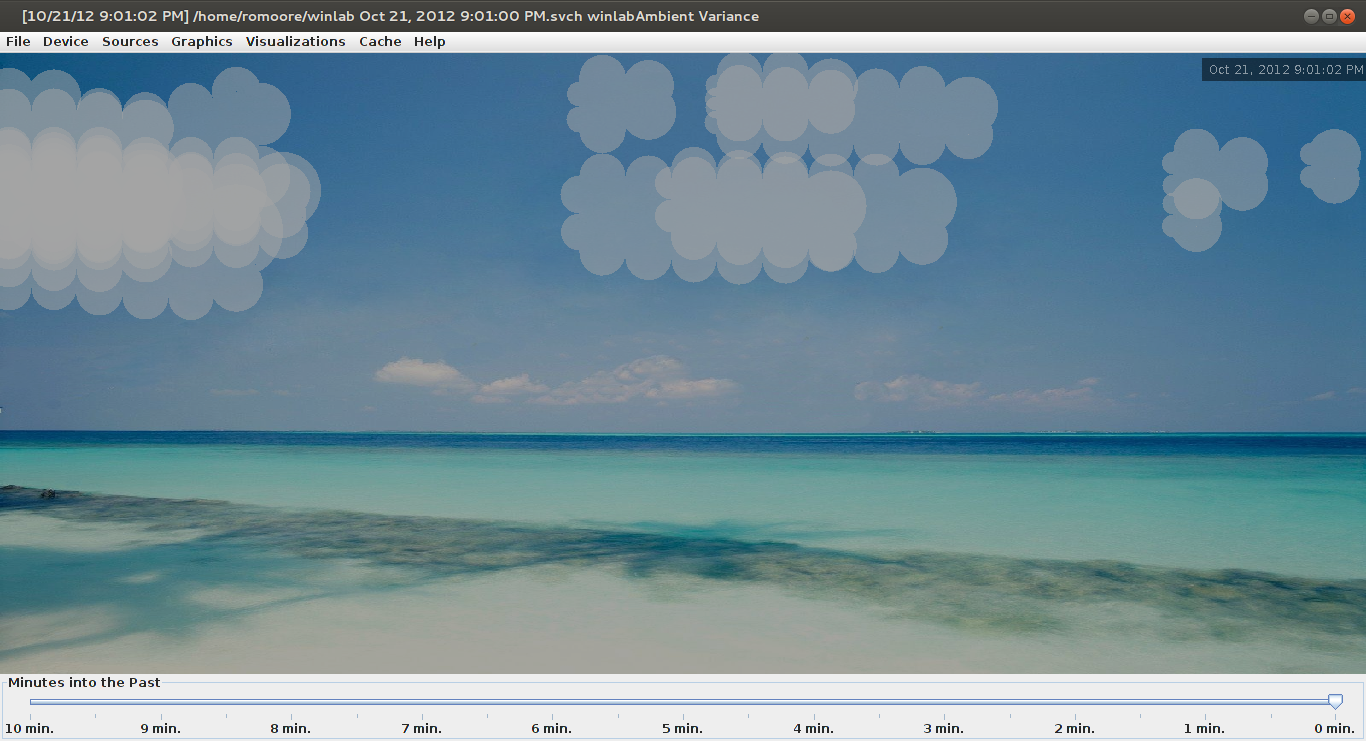 [10/21/12 9:01:02 PM] /home/romoore/winlab Oct 21, 2012 9:01:00 PM.svch winlabAmbient Variance
File Device Sources Graphics Visualizations Cache Help
Oct 21, 2012 9:01:02 PM
Minutes into the Past
10 min. 9 min. 8 min. 7 min. 6 min. 5 min. 4 min. 3 min. 2 min. 1 min. 0 min.